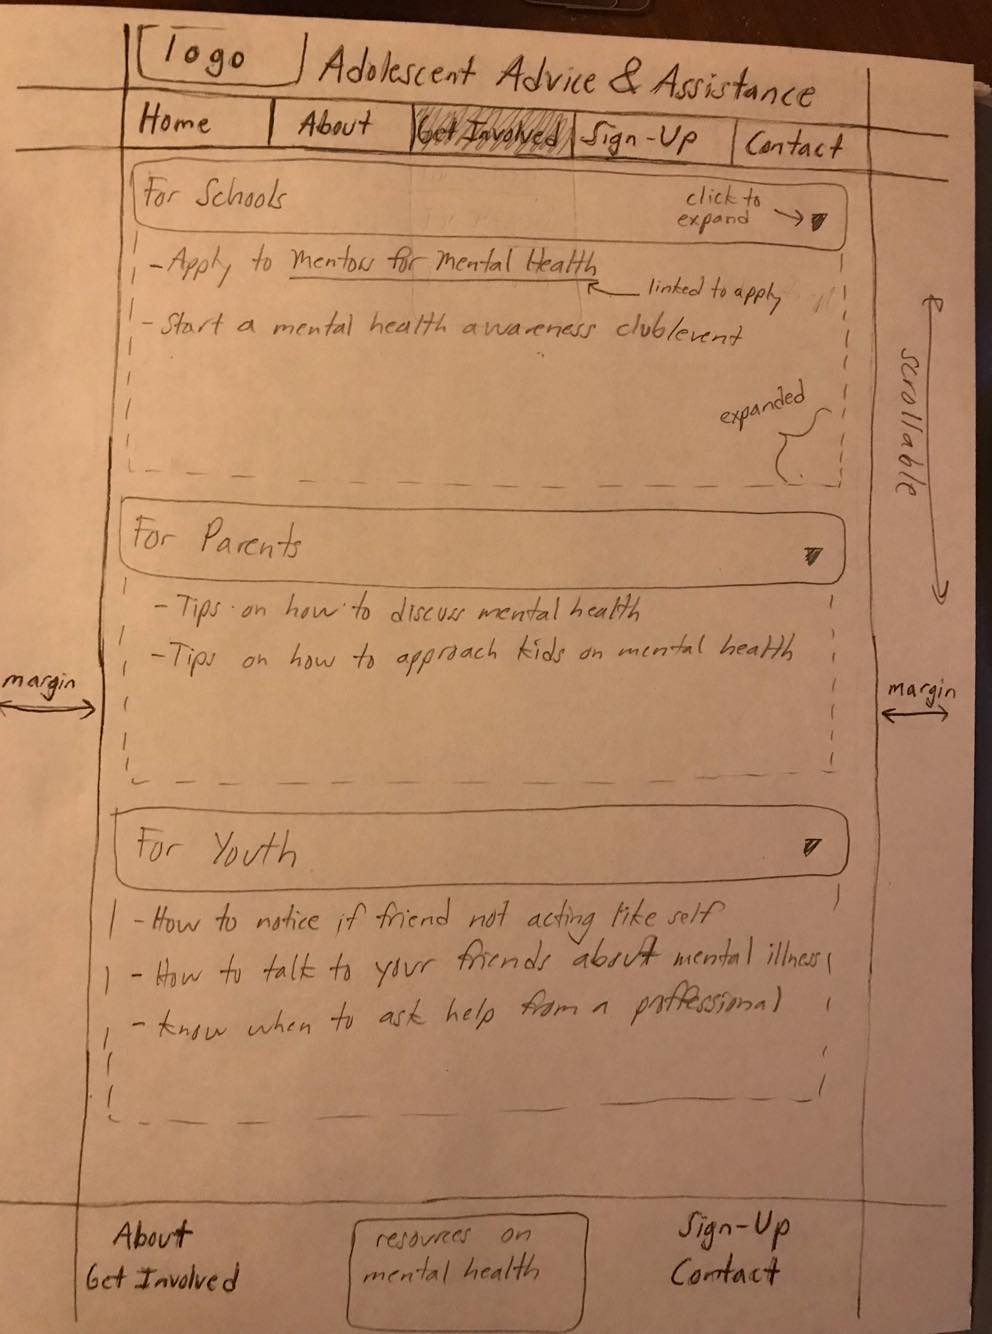 logo Adolescent Advice & Assistance
Home About Get Involved Sign-Up Contact
For Schools
click to
expand
- Apply to Mentors for Mental Health
linked to apply
- Start a mental health awareness club/event
expanded
scrollable
For Parents
- Tips on how to discuss mental health
- Tips on how to approach kids on mental health
margin
margin
For Youth
- How to notice if friend not acting like self
- How to talk to your friends about mental illness
- Know when to ask help from a proffessional
About
Get Involved
resources on
mental health
Sign-Up
Contact